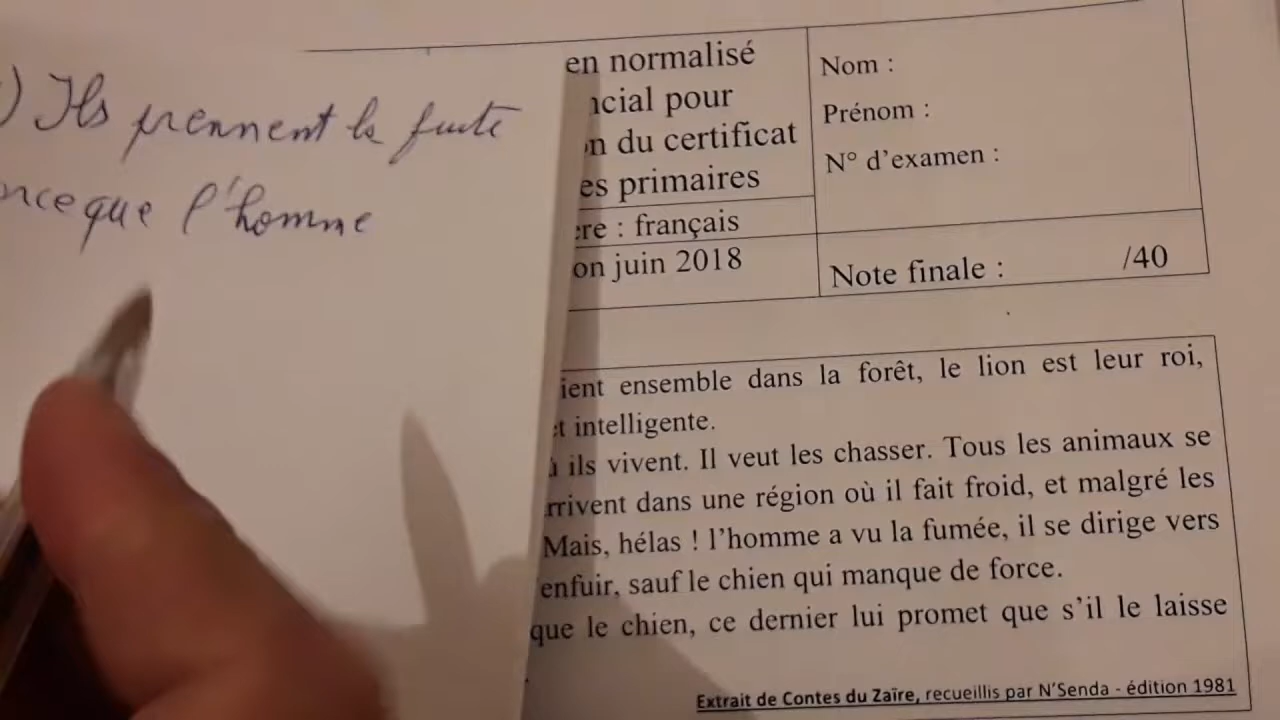 ) Ils prennent la fuite
nceque l'homme
en normalisé
ncial pour
n du certificat
es primaires
re : français
on juin 2018
Nom :
Prénom :
N° d'examen :
Note finale : /40
ient ensemble dans la forêt, le lion est leur roi,
t intelligente.
ils vivent. Il veut les chasser. Tous les animaux se
rrivent dans une région où il fait froid, et malgré les
Mais, hélas ! l'homme a vu la fumée, il se dirige vers
enfuir, sauf le chien qui manque de force.
que le chien, ce dernier lui promet que s'il le laisse
Extrait de Contes du Zaïre, recueillis par N'Senda - édition 1981